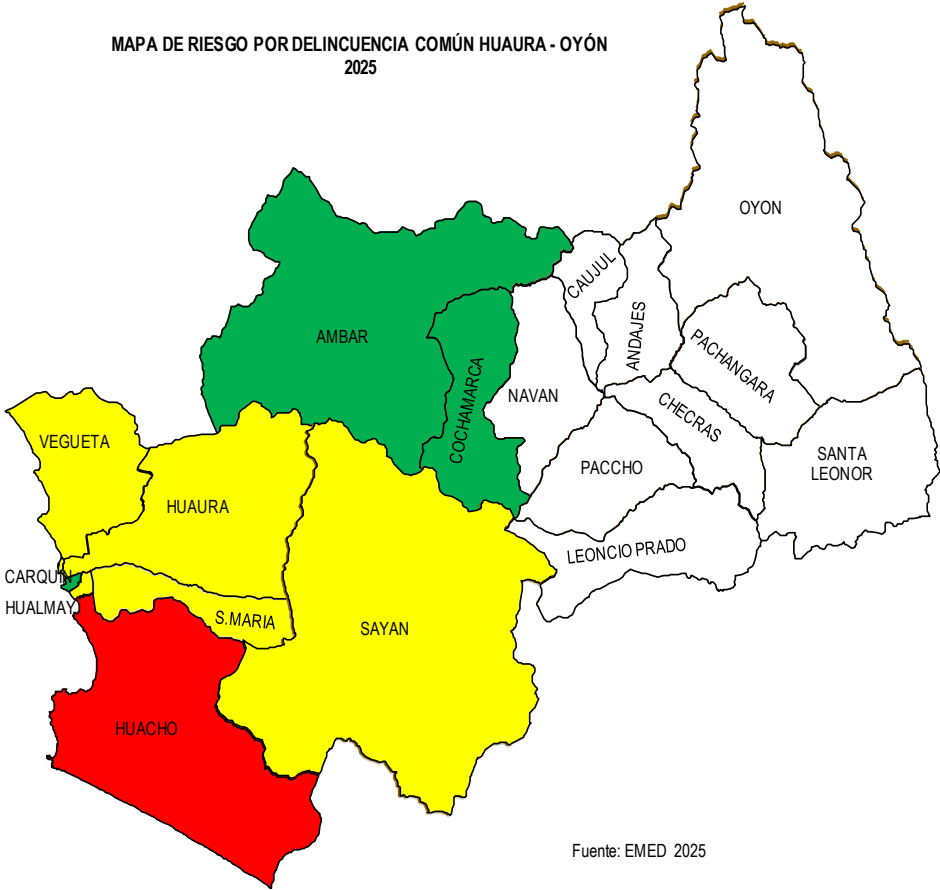 MAPA DE RIESGO POR DELINCUENCIA COMÚN HUAURA - OYÓN
2025
OYON
CAUJUL
ANDAJES
AMBAR
COCHAMARCA
PACHANGARA
NAVAN
CHECRAS
VEGUETA
PACCHO
SANTA
LEONOR
HUAURA
LEONCIO PRADO
CARQUIN
HUALMAY
S.MARIA
SAYAN
HUACHO
Fuente: EMED 2025